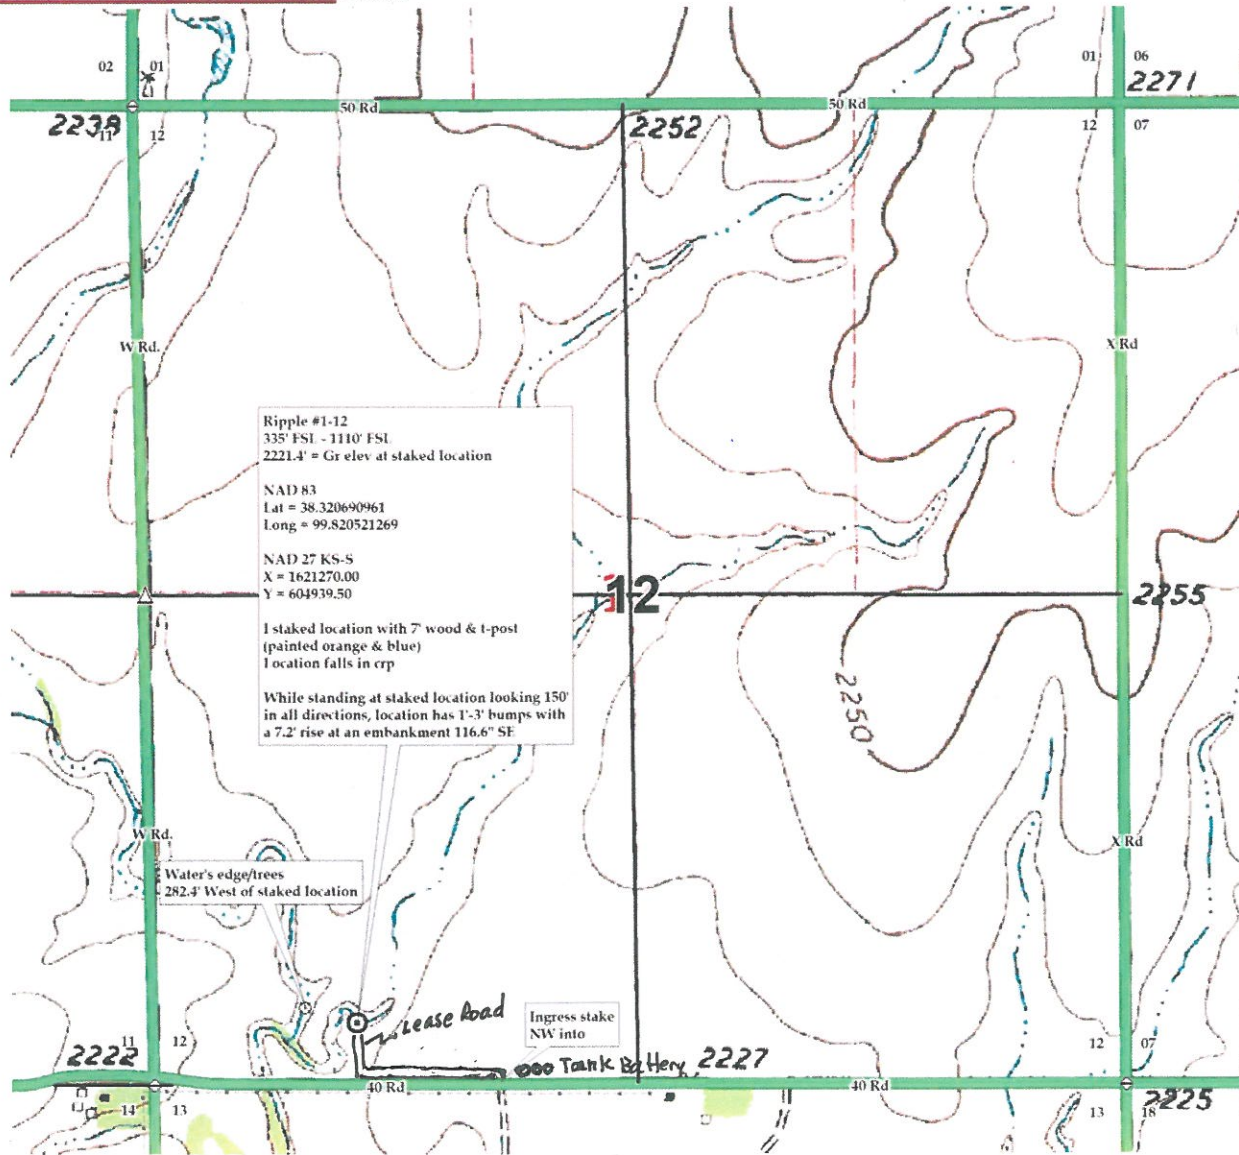 02
01
01
06
2271
50 Rd
50 Rd
2238
11
12
2252
12
07
W Rd.
X Rd
Ripple #1-12
335' FSL - 1110' FSL
2221.4' = Gr elev at staked location
NAD 83
Lat = 38.320690961
Long = 99.820521269
NAD 27 KS-S
X = 1621270.00
Y = 604939.50
I staked location with 7' wood & t-post
(painted orange & blue)
Location falls in crp
While standing at staked location looking 150'
in all directions, location has 1'-3' bumps with
a 7.2' rise at an embankment 116.6" SE
12
2255
2250
W Rd.
X Rd
Water's edge/trees
282.4' West of staked location
Lease Road
Ingress stake
NW into
11
12
12
07
2222
Tank Battery
2227
40 Rd
40 Rd
2225
14
13
13
18